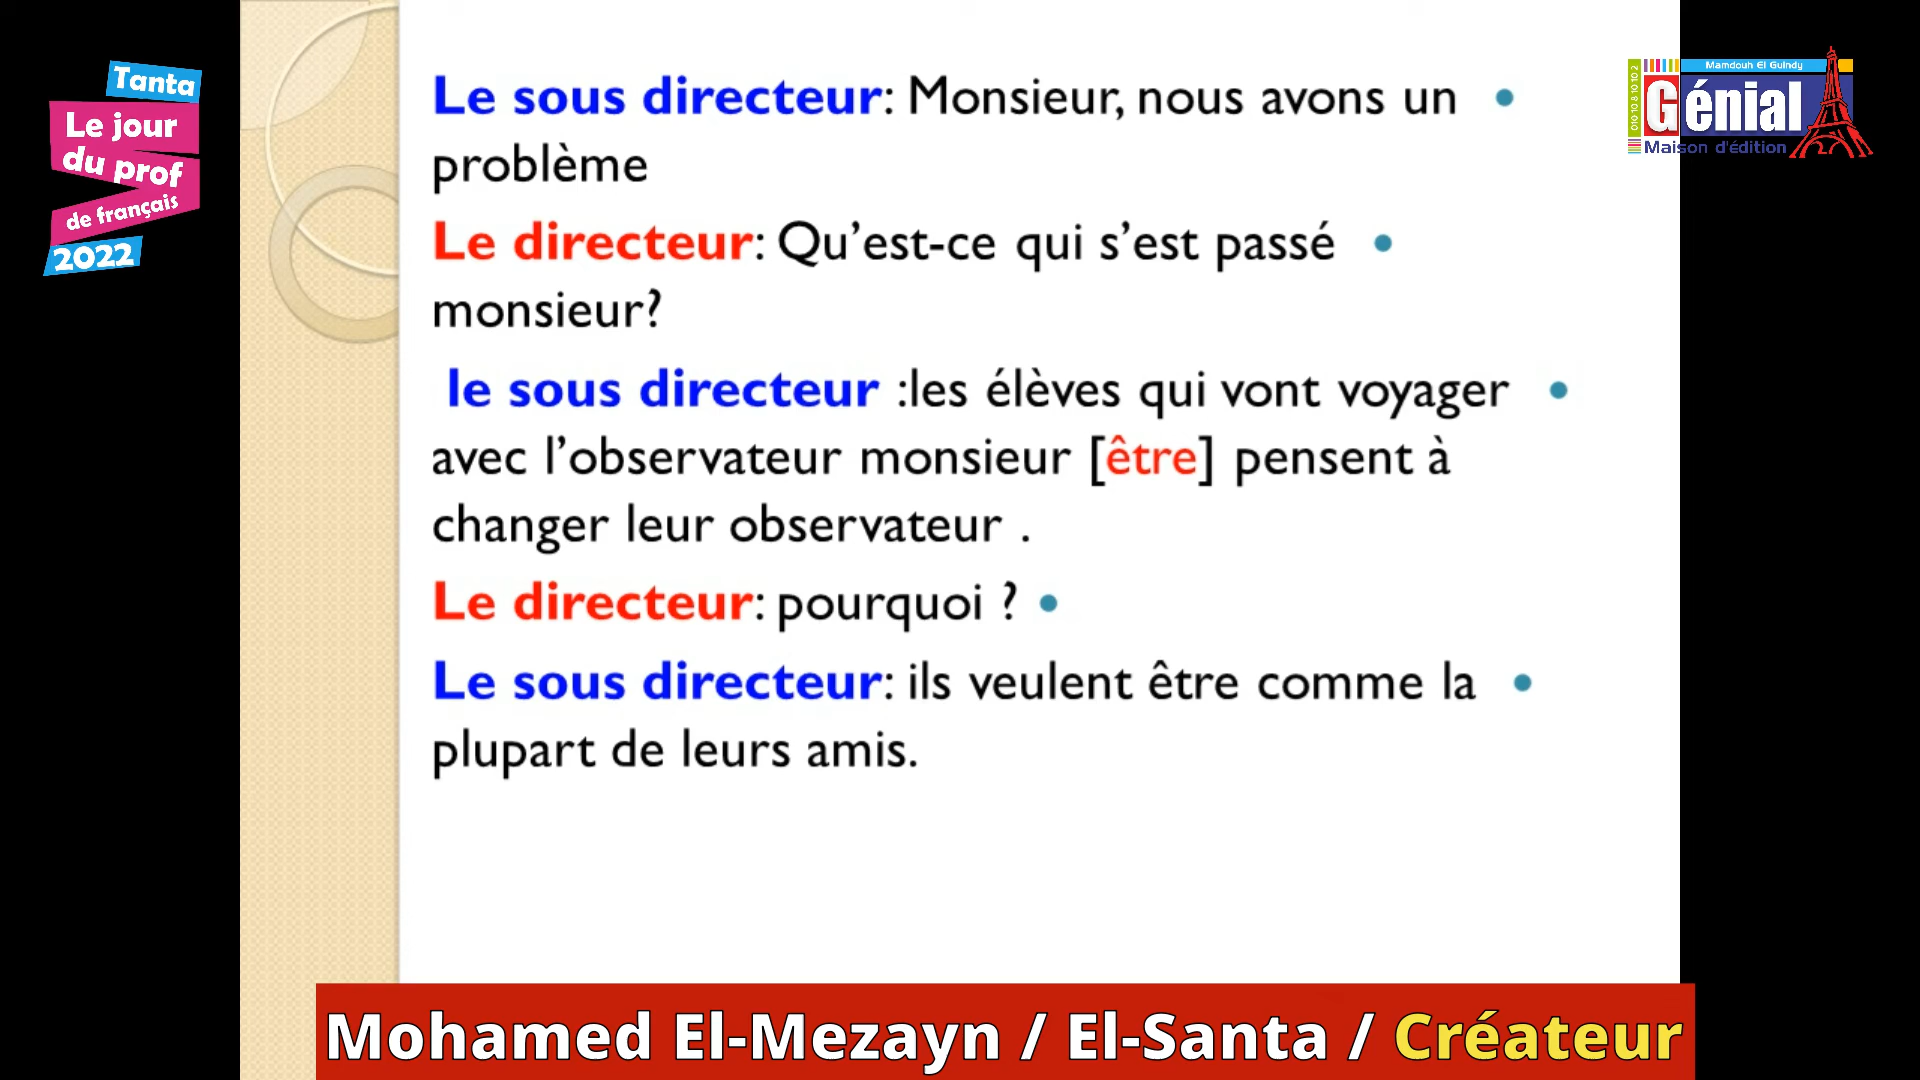 Tanta
Le jour
du prof
de français
2022
Mamdouh El Guindy
Génial
Maison d'édition
Le sous directeur: Monsieur, nous avons un
problème
Le directeur: Qu’est-ce qui s’est passé
monsieur?
le sous directeur :les élèves qui vont voyager
avec l’observateur monsieur [être] pensent à
changer leur observateur .
Le directeur: pourquoi ?
Le sous directeur: ils veulent être comme la
plupart de leurs amis.
Mohamed El-Mezayn / El-Santa / Créateur